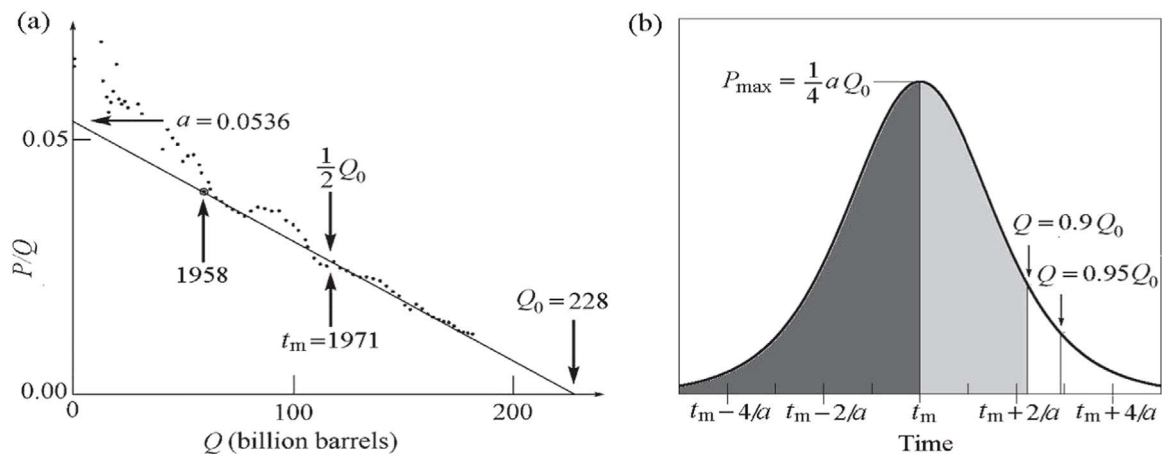 (a)
a = 0.0536
0.05
1/2 Q₀
1958
Q₀ = 228
tₘ = 1971
P/Q
0.00
0
100
200
Q (billion barrels)
(b)
Pₘₐₓ = 1/4 a Q₀
Q = 0.9 Q₀
Q = 0.95 Q₀
tₘ − 4/a
tₘ − 2/a
tₘ
tₘ + 2/a
tₘ + 4/a
Time